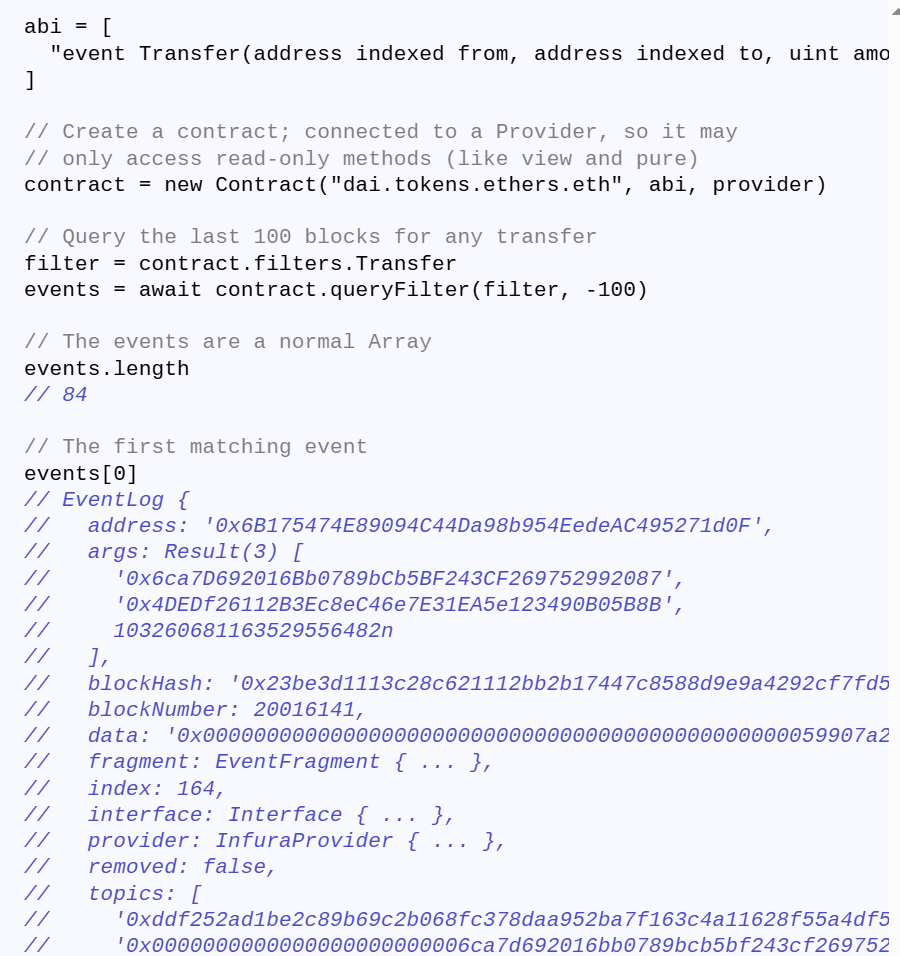 abi = [
  "event Transfer(address indexed from, address indexed to, uint amo
]
// Create a contract; connected to a Provider, so it may
// only access read-only methods (like view and pure)
contract = new Contract("dai.tokens.ethers.eth", abi, provider)
// Query the last 100 blocks for any transfer
filter = contract.filters.Transfer
events = await contract.queryFilter(filter, -100)
// The events are a normal Array
events.length
// 84
// The first matching event
events[0]
// EventLog {
//   address: '0x6B175474E89094C44Da98b954EedeAC495271d0F',
//   args: Result(3) [
//     '0x6ca7D692016Bb0789bCb5BF243CF269752992087',
//     '0x4DEDf26112B3Ec8eC46e7E31EA5e123490B05B8B',
//     103260681163529556482n
//   ],
//   blockHash: '0x23be3d1113c28c621112bb2b17447c8588d9e9a4292cf7fd5
//   blockNumber: 20016141,
//   data: '0x00000000000000000000000000000000000000000000000059907a2
//   fragment: EventFragment { ... },
//   index: 164,
//   interface: Interface { ... },
//   provider: InfuraProvider { ... },
//   removed: false,
//   topics: [
//     '0xddf252ad1be2c89b69c2b068fc378daa952ba7f163c4a11628f55a4df5
//     '0x0000000000000000000000006ca7d692016bb0789bcb5bf243cf269752